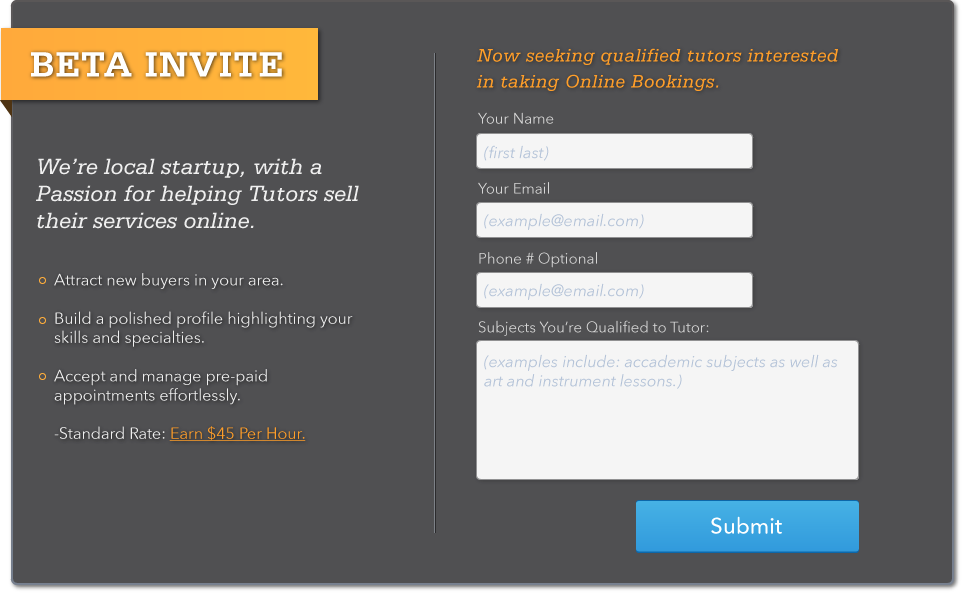 BETA INVITE
We're local startup, with a
Passion for helping Tutors sell
their services online.
Attract new buyers in your area.
Build a polished profile highlighting your
skills and specialties.
Accept and manage pre-paid
appointments effortlessly.
-Standard Rate: Earn $45 Per Hour.
Now seeking qualified tutors interested
in taking Online Bookings.
Your Name
(first last)
Your Email
(example@email.com)
Phone # Optional
(example@email.com)
Subjects You're Qualified to Tutor:
(examples include: accademic subjects as well as
art and instrument lessons.)
Submit